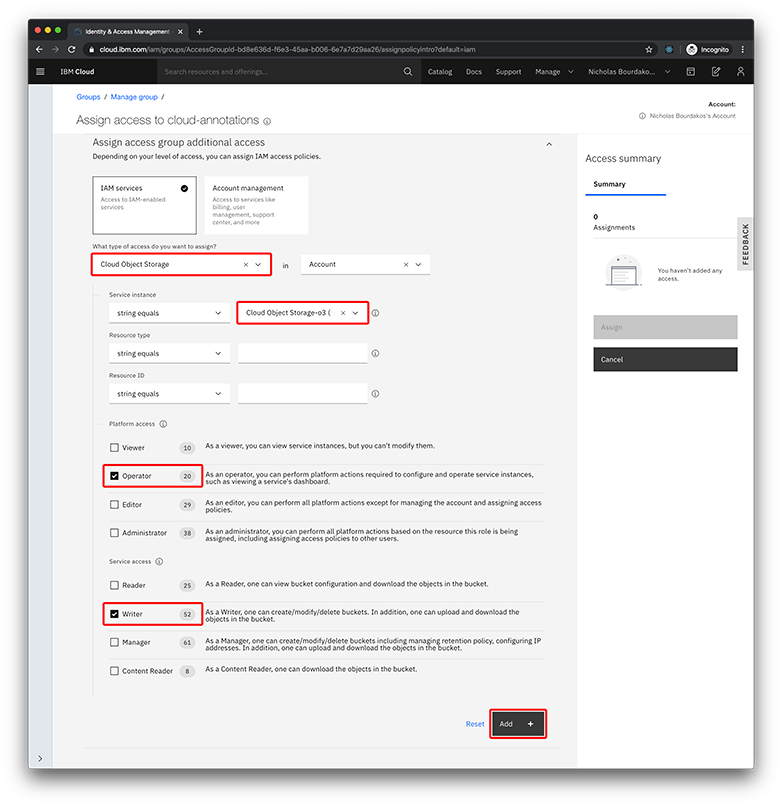 Identity & Access Management
cloud.ibm.com/iam/groups/AccessGroupId-bd8e636d-f6e3-45aa-b006-6e7a7d29aa26/assignpolicyintro?default=iam
Incognito
IBM Cloud
Search resources and offerings...
Catalog
Docs
Support
Manage
Nicholas Bourdako...
Groups / Manage group /
Account:
Assign access to cloud-annotations
Nicholas Bourdakos's Account
Assign access group additional access
Depending on your level of access, you can assign IAM access policies.
IAM services
Access to IAM-enabled
services
Account management
Access to services like
billing, user
management, support
center, and more
What type of access do you want to assign?
Cloud Object Storage
in
Account
Service instance
string equals
Cloud Object Storage-o3 (
Resource type
string equals
Resource ID
string equals
Platform access
Viewer 10 As a viewer, you can view service instances, but you can't modify them.
Operator 20 As an operator, you can perform platform actions required to configure and operate service instances,
such as viewing a service's dashboard.
Editor 29 As an editor, you can perform all platform actions except for managing the account and assigning access
policies.
Administrator 38 As an administrator, you can perform all platform actions based on the resource this role is being
assigned, including assigning access policies to other users.
Service access
Reader 25 As a Reader, one can view bucket configuration and download the objects in the bucket.
Writer 52 As a Writer, one can create/modify/delete buckets. In addition, one can upload and download the
objects in the bucket.
Manager 61 As a Manager, one can create/modify/delete buckets including managing retention policy, configuring IP
addresses. In addition, one can upload and download the objects in the bucket.
Content Reader 8 As a Content Reader, one can download the objects in the bucket.
Reset
Add +
Access summary
Summary
0
Assignments
You haven't added any
access.
Assign
Cancel
FEEDBACK